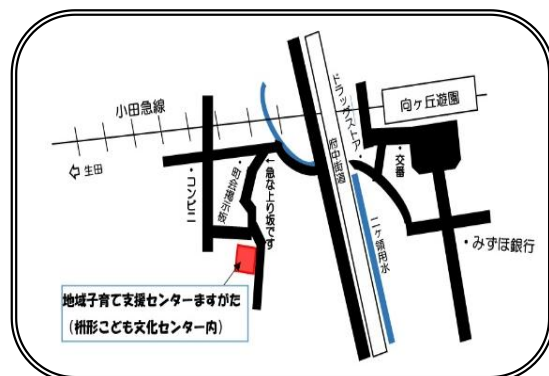 小田急線
向ヶ丘遊園
ドラッグストア・
府中街道
・交番
⇦ 生田
・コンビニ
・町会掲示板
←急な上り坂です
二ヶ領用水
・みずほ銀行
地域子育て支援センターますがた
(枡形こども文化センター内)